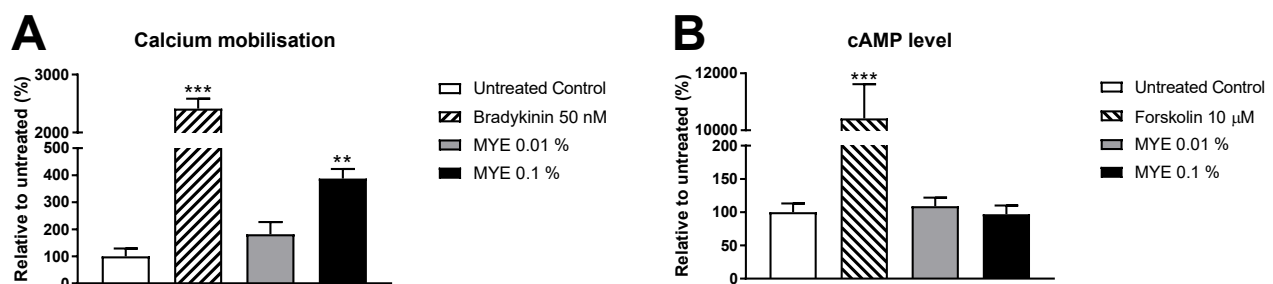 A
Calcium mobilisation
Relative to untreated (%)
3000
2000
500
400
300
200
100
0
***
**
Untreated Control
Bradykinin 50 nM
MYE 0.01 %
MYE 0.1 %
B
cAMP level
Relative to untreated (%)
12000
10000
200
150
100
50
0
***
Untreated Control
Forskolin 10 μM
MYE 0.01 %
MYE 0.1 %